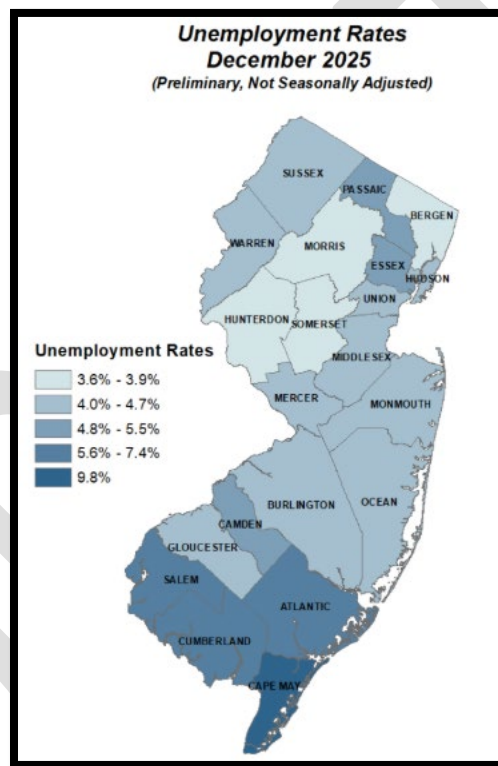 Unemployment Rates
December 2025
(Preliminary, Not Seasonally Adjusted)
SUSSEX
PASSAIC
BERGEN
WARREN
MORRIS
ESSEX
HUDSON
UNION
HUNTERDON
SOMERSET
MIDDLESEX
MERCER
MONMOUTH
OCEAN
BURLINGTON
CAMDEN
GLOUCESTER
SALEM
ATLANTIC
CUMBERLAND
CAPE MAY
Unemployment Rates
3.6% - 3.9%
4.0% - 4.7%
4.8% - 5.5%
5.6% - 7.4%
9.8%